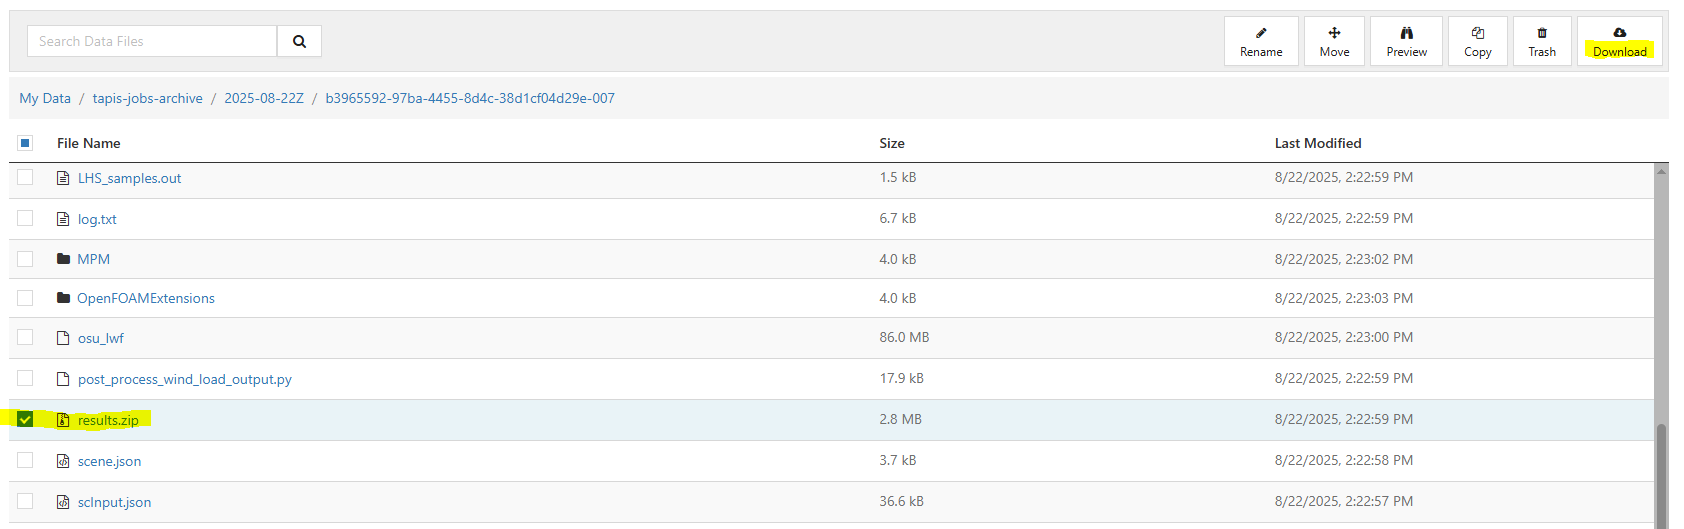 Search Data Files
Rename Move Preview Copy Trash Download
My Data / tapis-jobs-archive / 2025-08-22Z / b3965592-97ba-4455-8d4c-38d1cf04d29e-007
File Name Size Last Modified
LHS_samples.out 1.5 kB 8/22/2025, 2:22:59 PM
log.txt 6.7 kB 8/22/2025, 2:22:59 PM
MPM 4.0 kB 8/22/2025, 2:23:02 PM
OpenFOAMExtensions 4.0 kB 8/22/2025, 2:23:03 PM
osu_lwf 86.0 MB 8/22/2025, 2:23:00 PM
post_process_wind_load_output.py 17.9 kB 8/22/2025, 2:22:59 PM
results.zip 2.8 MB 8/22/2025, 2:22:59 PM
scene.json 3.7 kB 8/22/2025, 2:22:58 PM
scInput.json 36.6 kB 8/22/2025, 2:22:57 PM